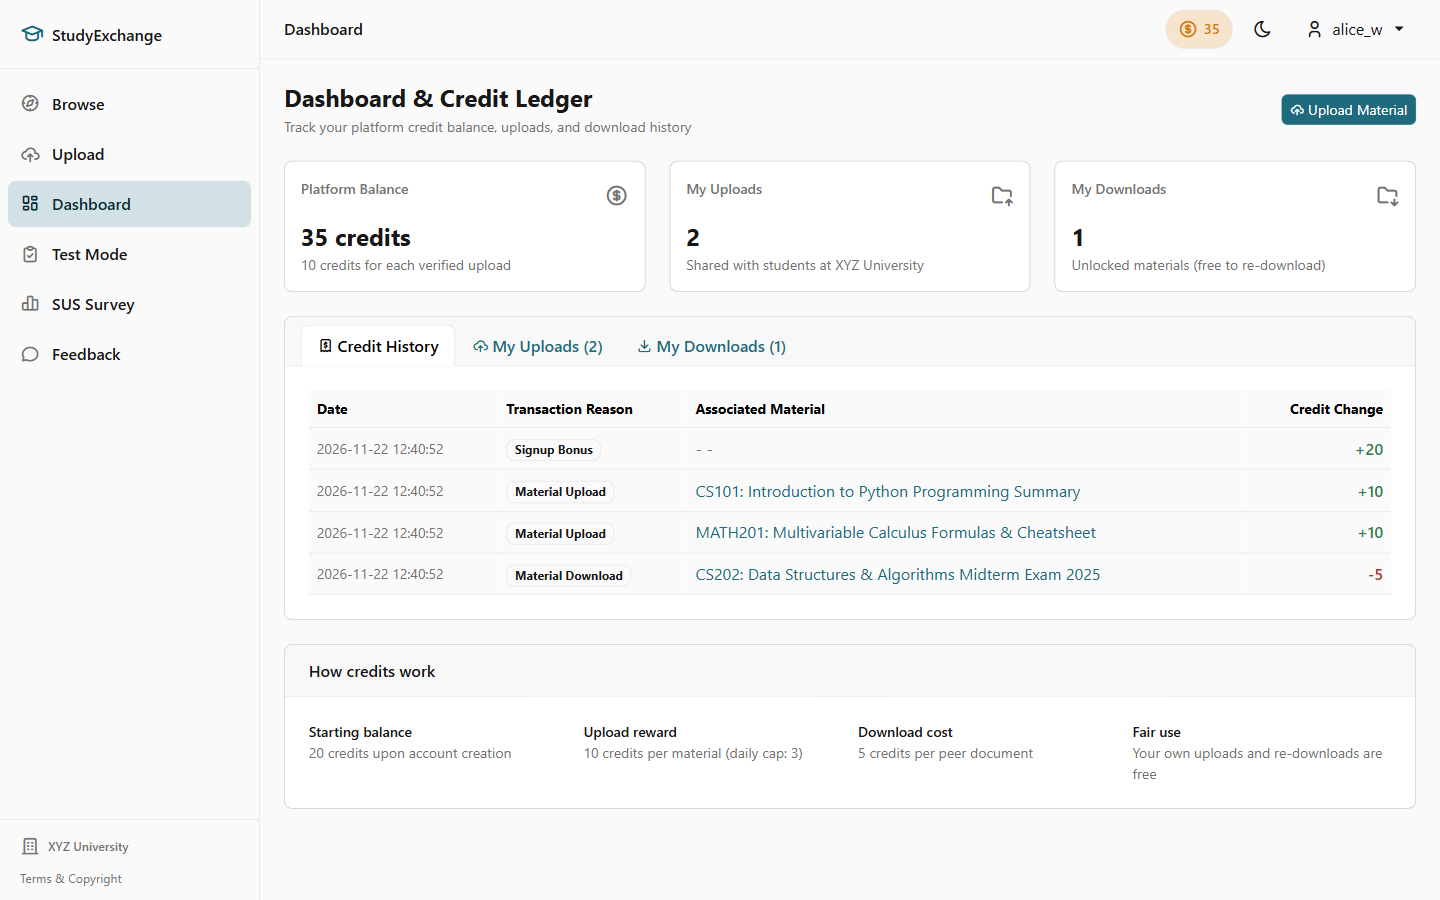 StudyExchange
Dashboard
35
alice_w
Browse
Upload
Dashboard
Test Mode
SUS Survey
Feedback
XYZ University
Terms & Copyright
Dashboard & Credit Ledger
Track your platform credit balance, uploads, and download history
Upload Material
Platform Balance
35 credits
10 credits for each verified upload
My Uploads
2
Shared with students at XYZ University
My Downloads
1
Unlocked materials (free to re-download)
Credit History
My Uploads (2)
My Downloads (1)
Date Transaction Reason Associated Material Credit Change
2026-11-22 12:40:52 Signup Bonus - - +20
2026-11-22 12:40:52 Material Upload CS101: Introduction to Python Programming Summary +10
2026-11-22 12:40:52 Material Upload MATH201: Multivariable Calculus Formulas & Cheatsheet +10
2026-11-22 12:40:52 Material Download CS202: Data Structures & Algorithms Midterm Exam 2025 -5
How credits work
Starting balance
20 credits upon account creation
Upload reward
10 credits per material (daily cap: 3)
Download cost
5 credits per peer document
Fair use
Your own uploads and re-downloads are
free